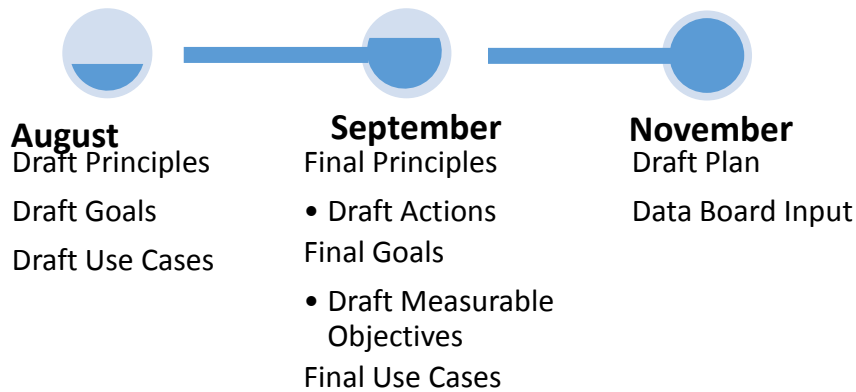 August
Draft Principles
Draft Goals
Draft Use Cases
September
Final Principles
• Draft Actions
Final Goals
• Draft Measurable
Objectives
Final Use Cases
November
Draft Plan
Data Board Input